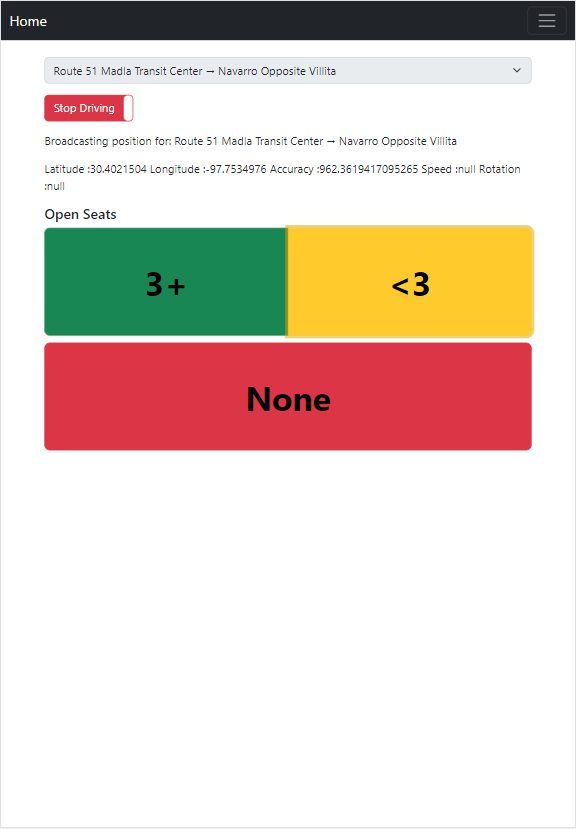 Home
Route 51 Madla Transit Center → Navarro Opposite Villita
Stop Driving
Broadcasting position for: Route 51 Madla Transit Center → Navarro Opposite Villita
Latitude :30.4021504 Longitude :-97.7534976 Accuracy :962.3619417095265 Speed :null Rotation
:null
Open Seats
3+ <3
None